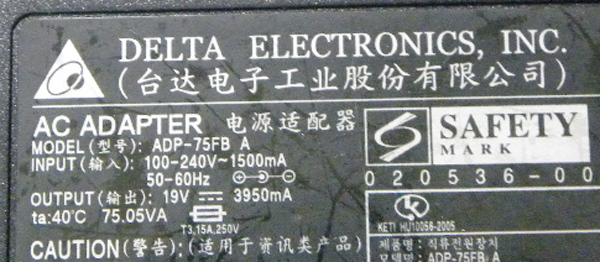 DELTA ELECTRONICS, INC.
(台达电子工业股份有限公司)
AC ADAPTER 电源适配器
MODEL(型号): ADP-75FB A
INPUT(输入): 100-240V~1500mA
50-60Hz
OUTPUT(输出): 19V 3950mA
ta:40℃ 75.05VA
T3.15A,250V
CAUTION(警告):(适用于资讯类产品)
S SAFETY
MARK
020536-00
K
KETI HU10056-2005
제품명: 직류전원장치
모델명: ADP-75FB A